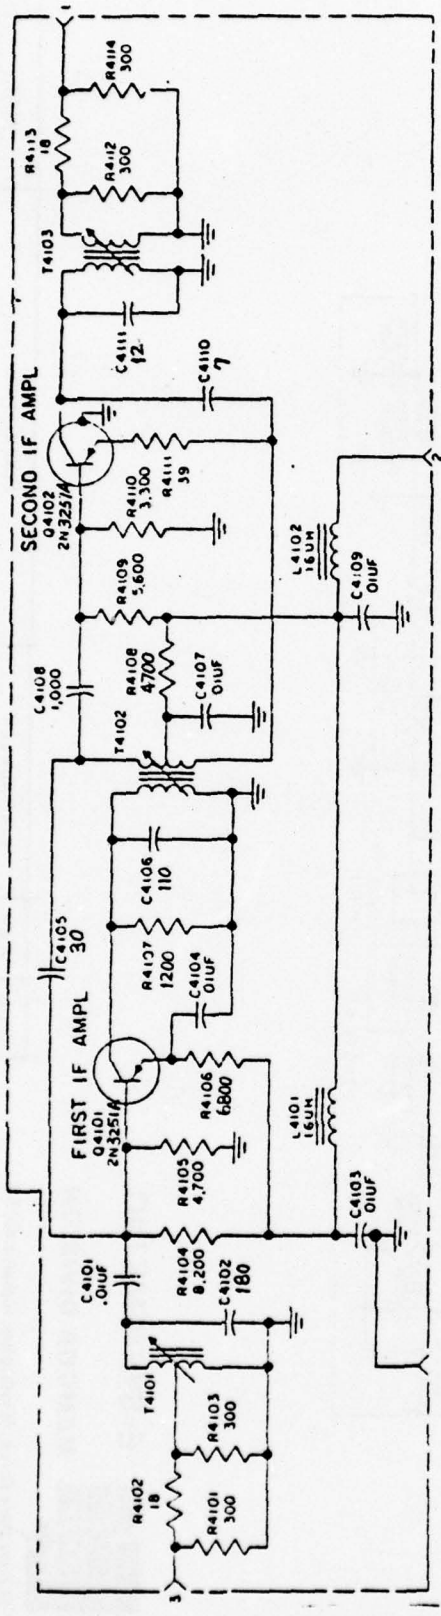 3
R4102
18
R4101
300
R4103
300
T4101
C4101
.01UF
C4102
180
R4104
8,200
R4105
4,700
C4103
.01UF
FIRST IF AMPL
Q4101
2N3251A
R4106
6800
L4101
16UH
C4105
30
C4104
.01UF
R4107
1200
C4106
110
T4102
C4108
1,000
R4108
4700
C4107
.01UF
R4109
5,600
SECOND IF AMPL
Q4102
2N3251A
R4110
3,300
R4111
39
L4102
16UH
C4109
.01UF
2
C4110
7
C4111
12
T4103
R4113
18
R4112
300
R4114
300
1